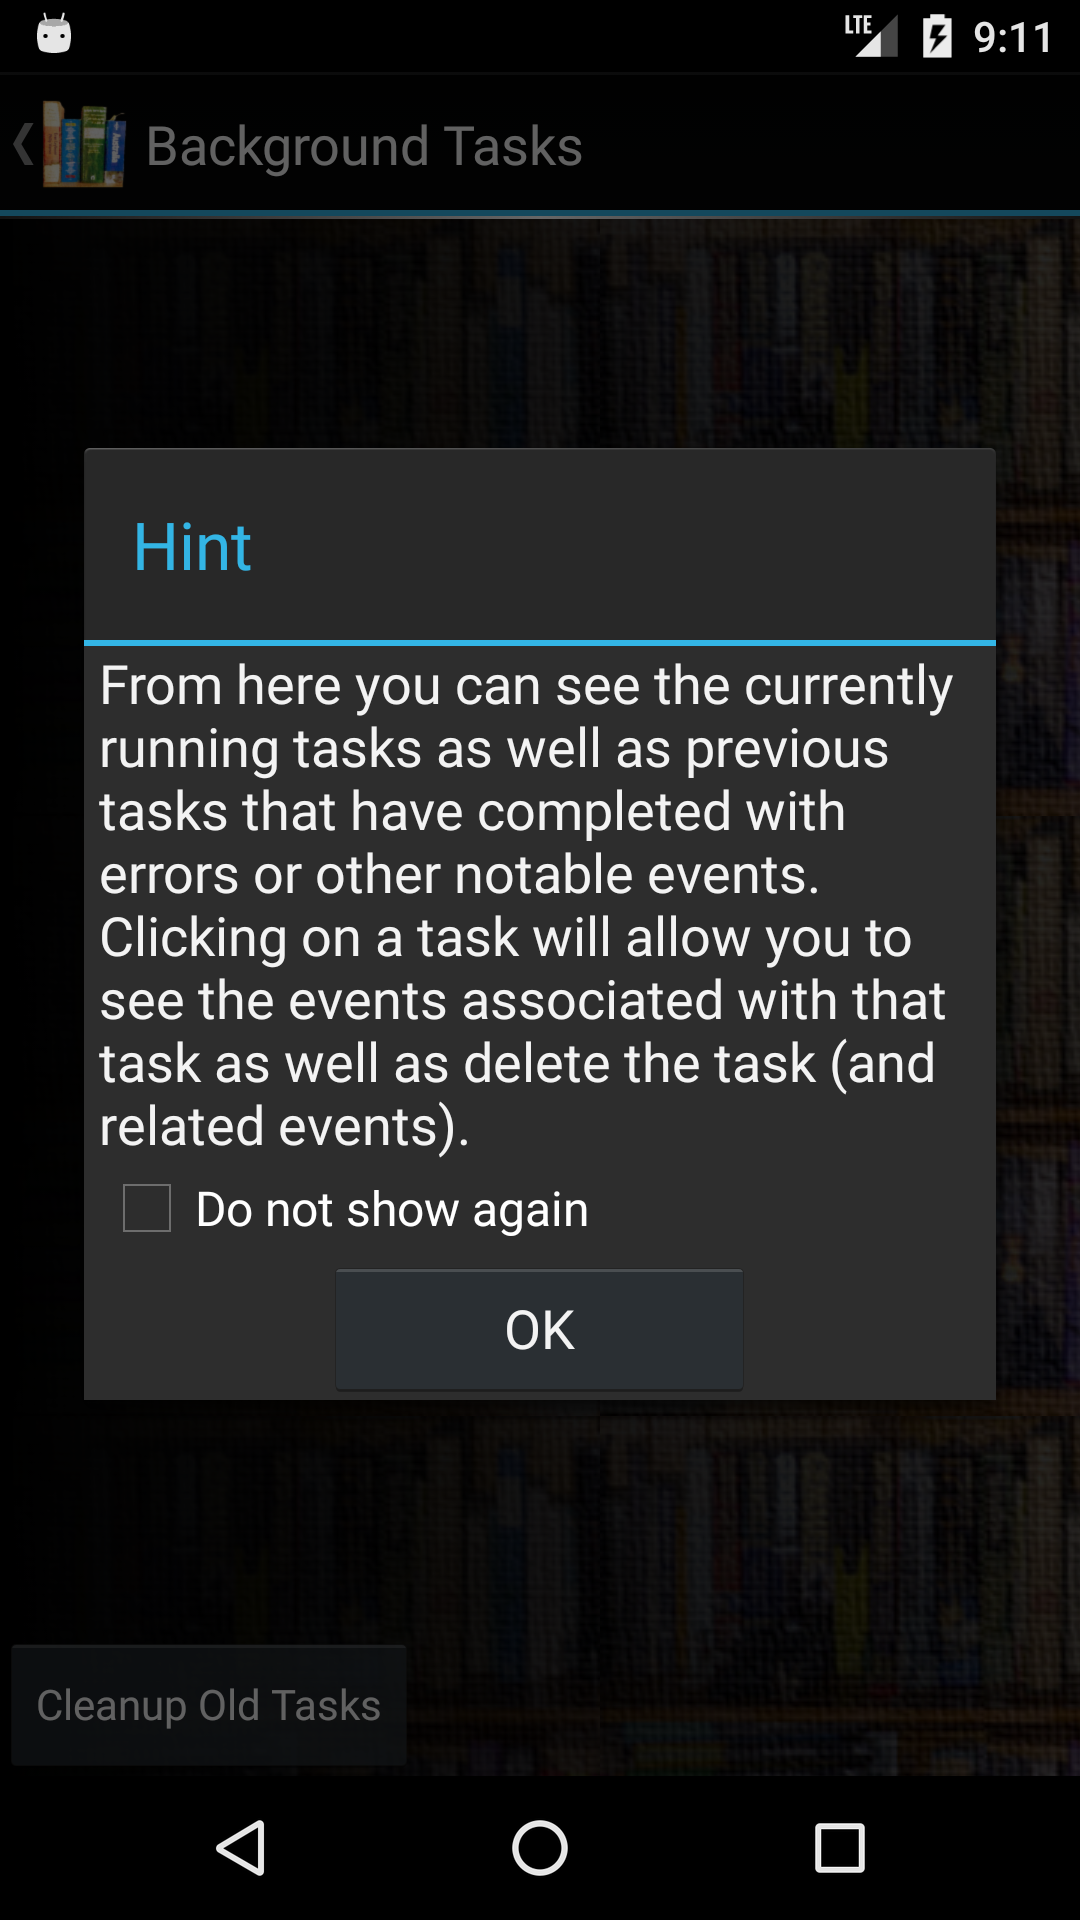 LTE 9:11
Background Tasks
Hint
From here you can see the currently
running tasks as well as previous
tasks that have completed with
errors or other notable events.
Clicking on a task will allow you to
see the events associated with that
task as well as delete the task (and
related events).
Do not show again
OK
Cleanup Old Tasks